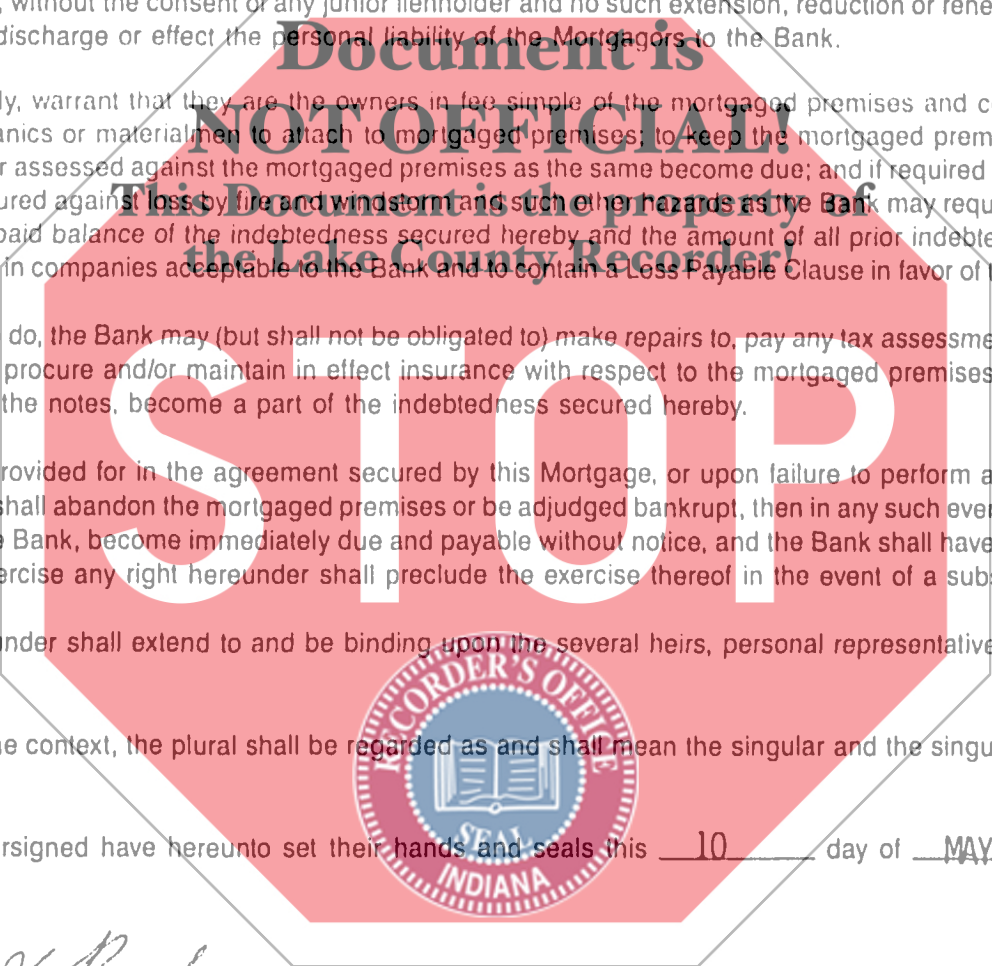 without the consent of any junior lienholder and no such extension, reduction or rene
discharge or effect the personal liability of the Mortgagors to the Bank.
Document is
ly, warrant that they are the owners in fee simple of the mortgaged premises and c
NOT OFFICIAL!
anics or materialmen to attach to mortgaged premises; to keep the mortgaged prem
r assessed against the mortgaged premises as the same become due; and if required
This Document is the property of
ured against loss by fire and windstorm and such other hazards as the Bank may requ
paid balance of the indebtedness secured hereby and the amount of all prior indebte
the Lake County Recorder!
in companies acceptable to the Bank and to contain a Loss Payable Clause in favor of t
do, the Bank may (but shall not be obligated to) make repairs to, pay any tax assessme
procure and/or maintain in effect insurance with respect to the mortgaged premises
the notes, become a part of the indebtedness secured hereby.
STOP
rovided for in the agreement secured by this Mortgage, or upon failure to perform a
shall abandon the mortgaged premises or be adjudged bankrupt, then in any such even
e Bank, become immediately due and payable without notice, and the Bank shall have
ercise any right hereunder shall preclude the exercise thereof in the event of a subs
under shall extend to and be binding upon the several heirs, personal representative
RECORDER'S OFFICE
e context, the plural shall be regarded as and shall mean the singular and the singu
SEAL
INDIANA
rsigned have hereunto set their hands and seals this 10 day of MAY